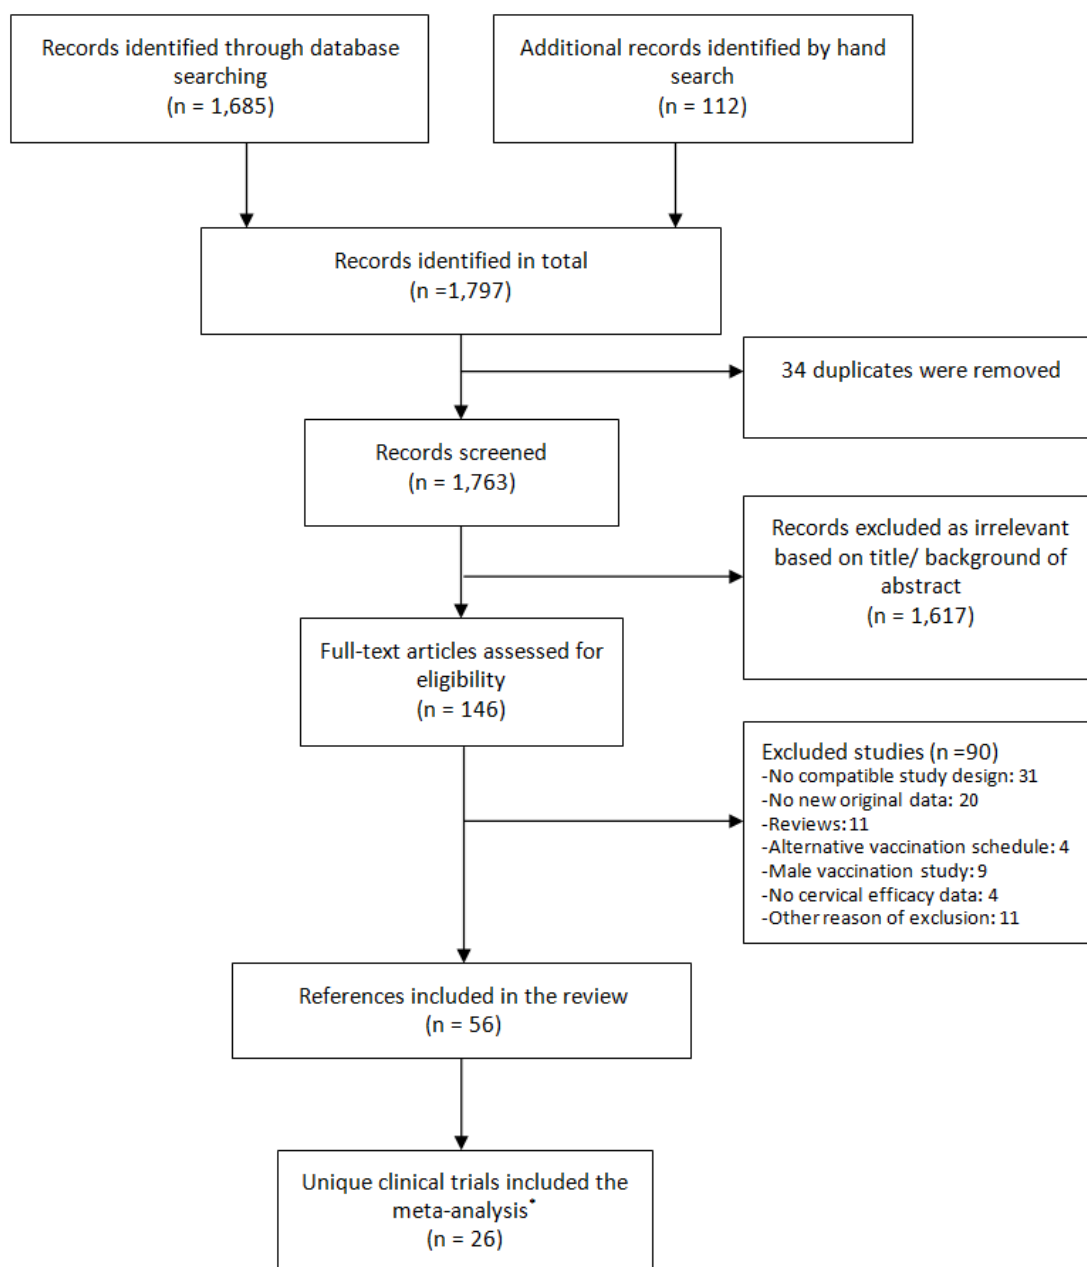 Records identified through database
searching
(n = 1,685)
Additional records identified by hand
search
(n = 112)
Records identified in total
(n =1,797)
34 duplicates were removed
Records screened
(n = 1,763)
Records excluded as irrelevant
based on title/ background of
abstract
(n = 1,617)
Full-text articles assessed for
eligibility
(n = 146)
Excluded studies (n =90)
-No compatible study design: 31
-No new original data: 20
-Reviews: 11
-Alternative vaccination schedule: 4
-Male vaccination study: 9
-No cervical efficacy data: 4
-Other reason of exclusion: 11
References included in the review
(n = 56)
Unique clinical trials included the
meta-analysis*
(n = 26)